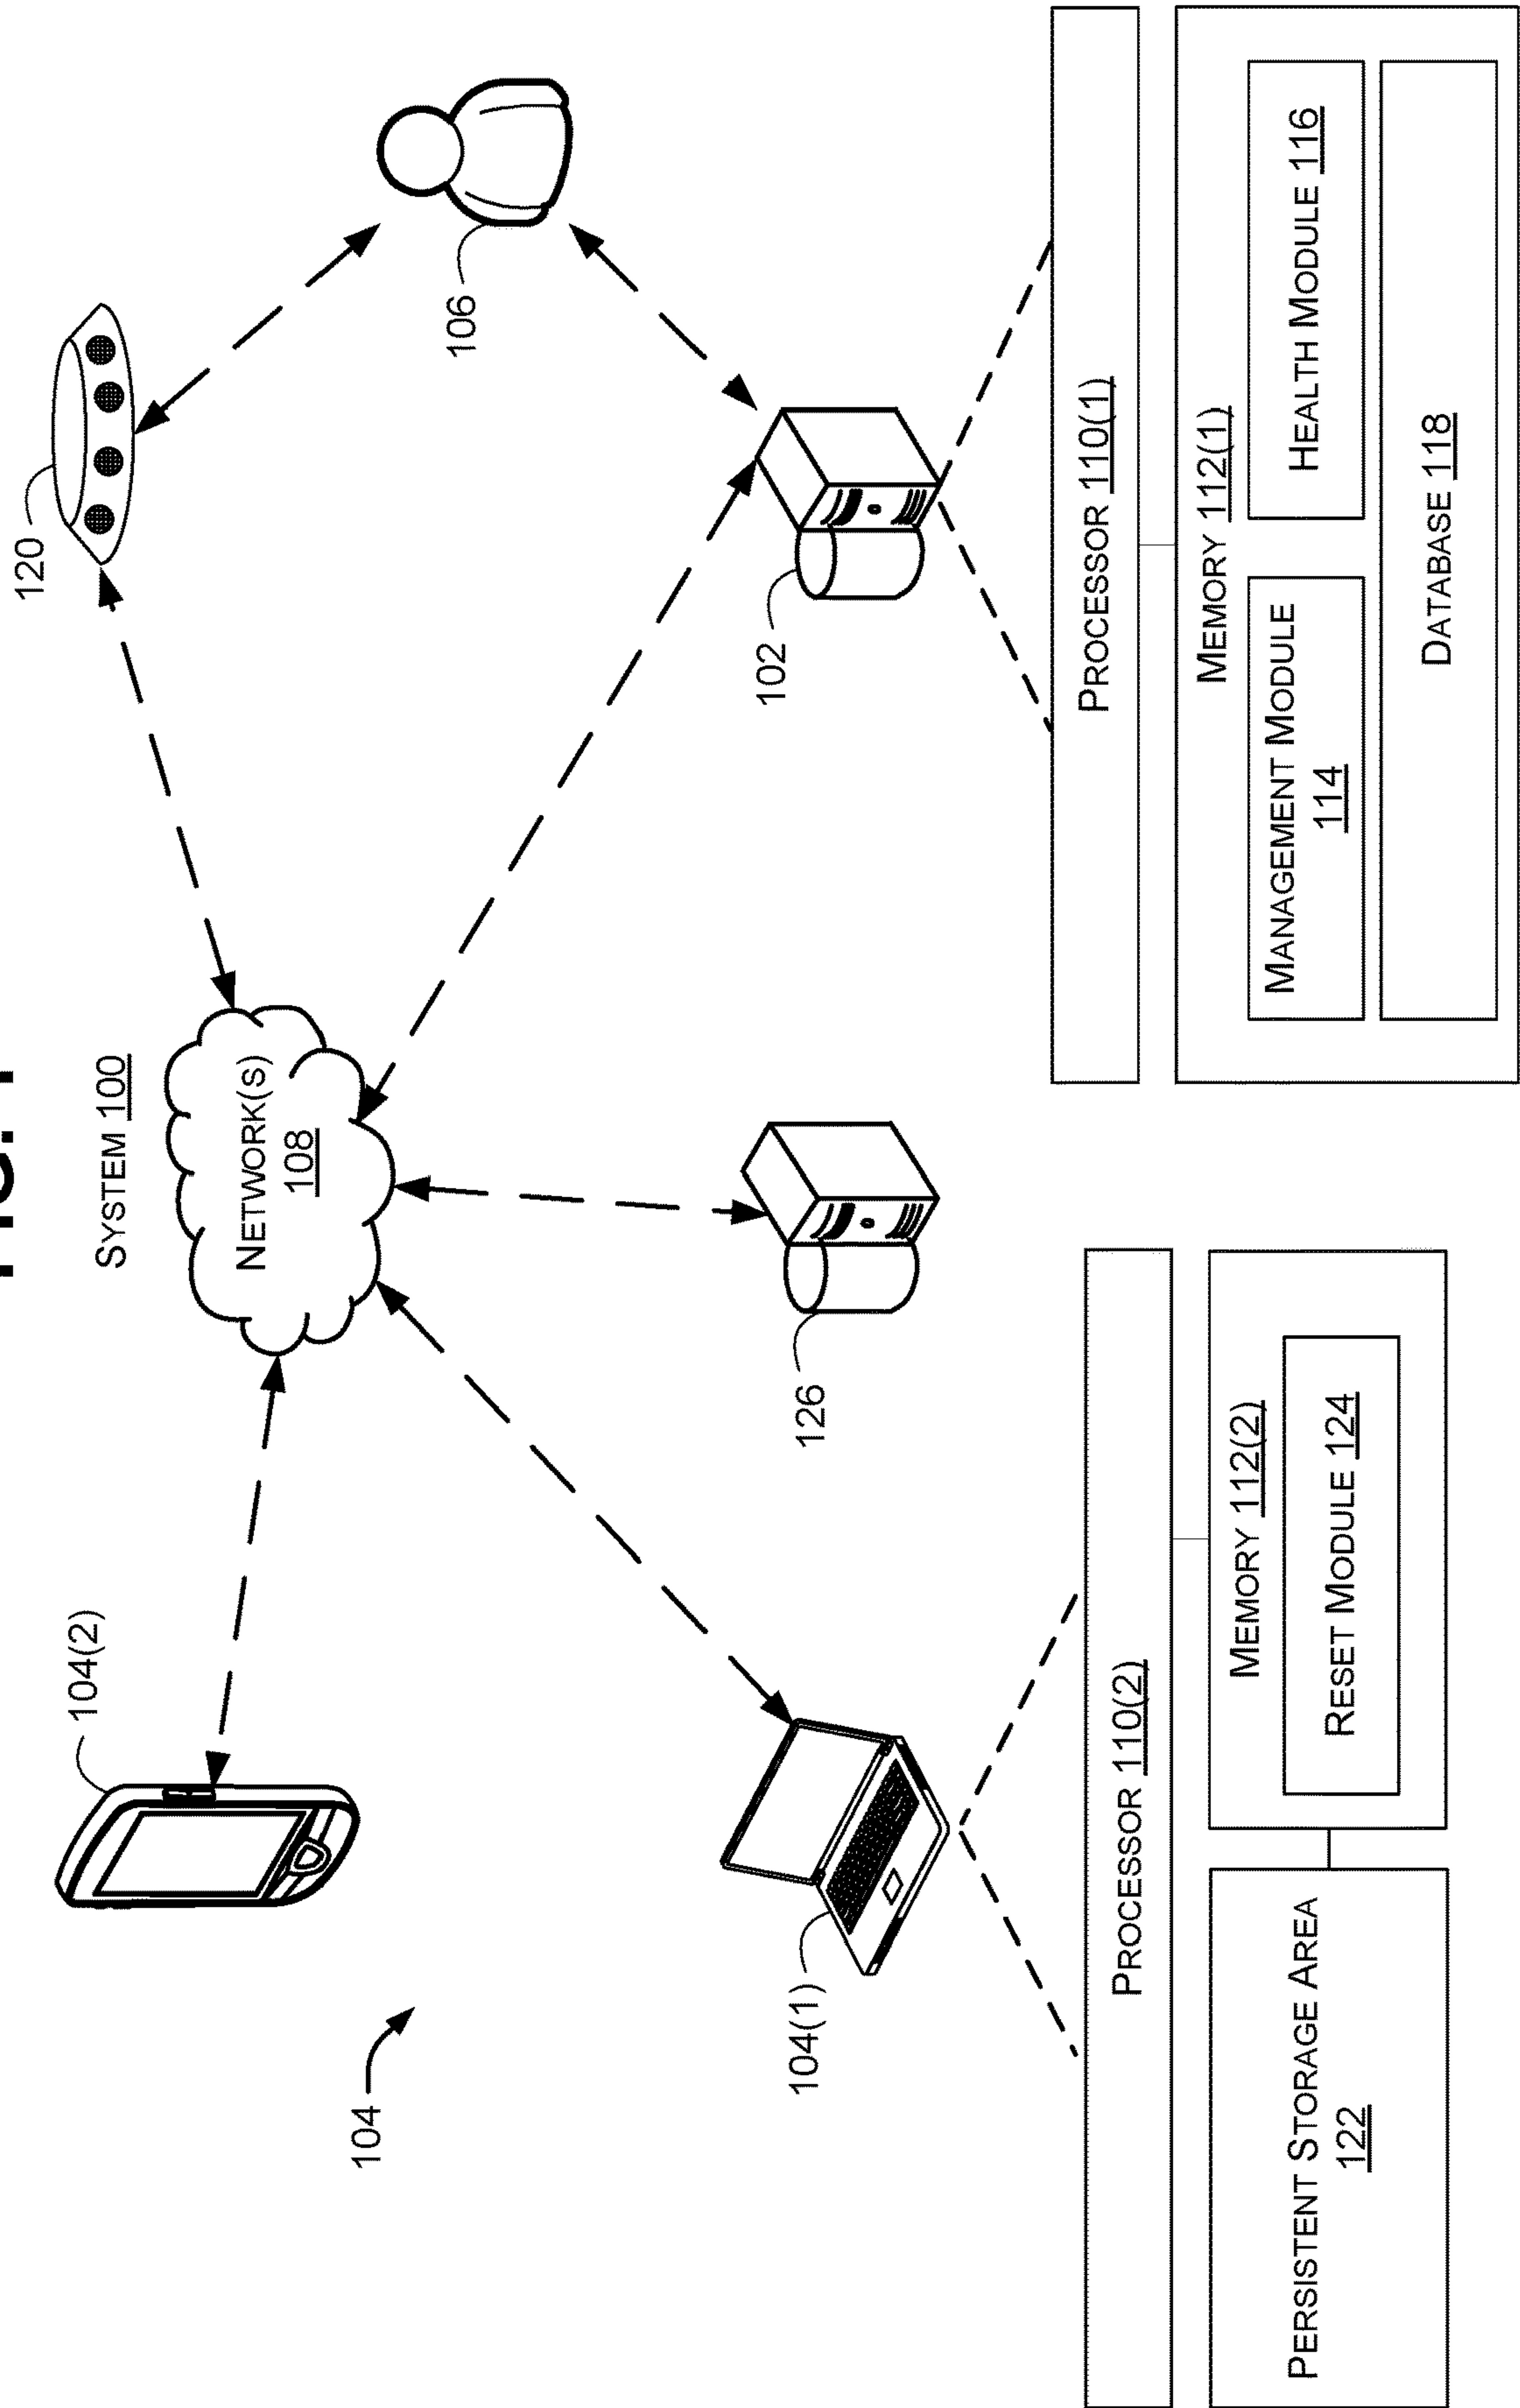 FIG. 1
120
104(2)
SYSTEM 100
NETWORK(S)
108
104
106
104(1)
126
102
PROCESSOR 110(2)
PERSISTENT STORAGE AREA
122
MEMORY 112(2)
RESET MODULE 124
PROCESSOR 110(1)
MEMORY 112(1)
MANAGEMENT MODULE
114
HEALTH MODULE 116
DATABASE 118